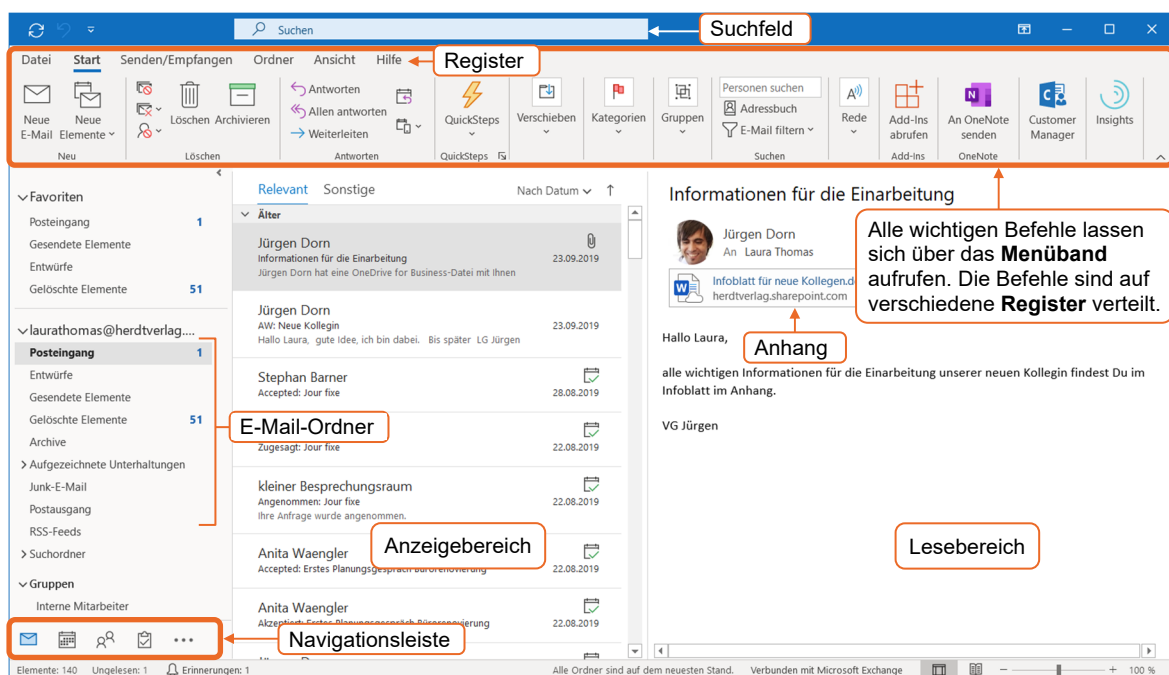 Suchen
Suchfeld
Datei Start Senden/Empfangen Ordner Ansicht Hilfe
Register
Neue E-Mail
Neue Elemente
Neu
Löschen
Archivieren
Löschen
Antworten
Allen antworten
Weiterleiten
Antworten
QuickSteps
QuickSteps
Verschieben
Kategorien
Gruppen
Personen suchen
Adressbuch
E-Mail filtern
Suchen
Rede
Add-Ins abrufen
Add-Ins
An OneNote senden
OneNote
Customer Manager
Insights
Favoriten
Posteingang 1
Gesendete Elemente
Entwürfe
Gelöschte Elemente 51
laurathomas@herdtverlag....
Posteingang 1
Entwürfe
Gesendete Elemente
Gelöschte Elemente 51
Archive
Aufgezeichnete Unterhaltungen
Junk-E-Mail
Postausgang
RSS-Feeds
Suchordner
Gruppen
Interne Mitarbeiter
E-Mail-Ordner
Navigationsleiste
Relevant Sonstige Nach Datum
Älter
Jürgen Dorn
Informationen für die Einarbeitung 23.09.2019
Jürgen Dorn hat eine OneDrive for Business-Datei mit Ihnen
Jürgen Dorn
AW: Neue Kollegin 23.09.2019
Hallo Laura, gute Idee, ich bin dabei. Bis später LG Jürgen
Stephan Barner
Accepted: Jour fixe 28.08.2019
Zugesagt: Jour fixe 22.08.2019
kleiner Besprechungsraum
Angenommen: Jour fixe 22.08.2019
Ihre Anfrage wurde angenommen.
Anzeigebereich
Anita Waengler
Accepted: Erstes Planungsgespräch Bürorenovierung 22.08.2019
Anita Waengler
Akzeptiert: Erstes Planungsgespräch Bürorenovierung 22.08.2019
Informationen für die Einarbeitung
Jürgen Dorn
An Laura Thomas
Infoblatt für neue Kollegen.d
herdtverlag.sharepoint.com
Alle wichtigen Befehle lassen
sich über das Menüband
aufrufen. Die Befehle sind auf
verschiedene Register verteilt.
Anhang
Hallo Laura,
alle wichtigen Informationen für die Einarbeitung unserer neuen Kollegin findest Du im
Infoblatt im Anhang.
VG Jürgen
Lesebereich
Elemente: 140 Ungelesen: 1 Erinnerungen: 1 Alle Ordner sind auf dem neuesten Stand. Verbunden mit Microsoft Exchange 100 %